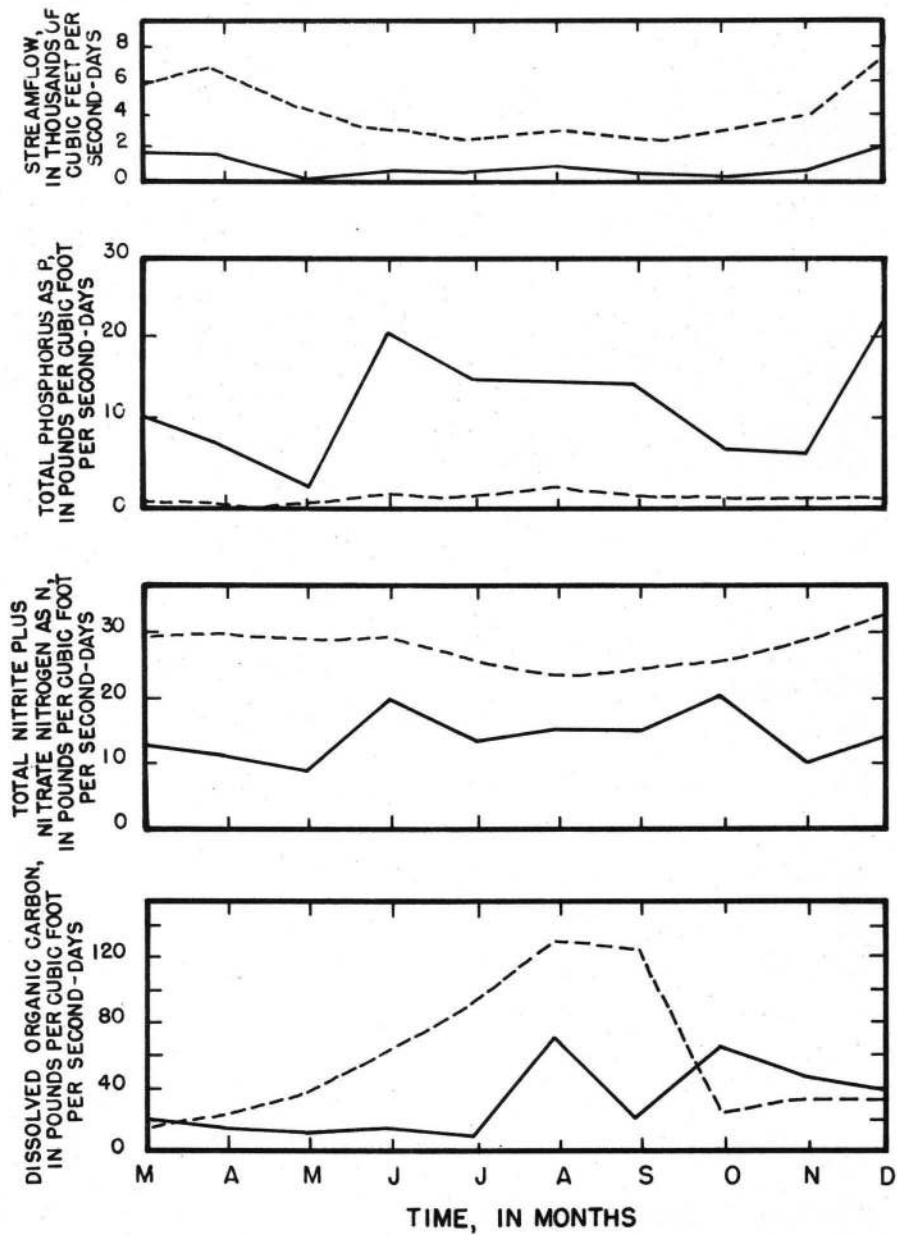 STREAMFLOW,
IN THOUSANDS OF
CUBIC FEET PER
SECOND-DAYS
8
6
4
2
0
TOTAL PHOSPHORUS AS P,
IN POUNDS PER CUBIC FOOT
PER SECOND-DAYS
30
20
10
0
TOTAL NITRITE PLUS
NITRATE NITROGEN AS N,
IN POUNDS PER CUBIC FOOT
PER SECOND-DAYS
30
20
10
0
DISSOLVED ORGANIC CARBON,
IN POUNDS PER CUBIC FOOT
PER SECOND-DAYS
120
80
40
0
M A M J J A S O N D
TIME, IN MONTHS